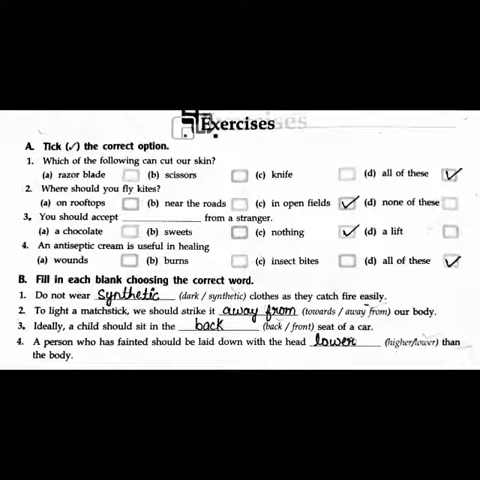 Exercises
A. Tick (✓) the correct option.
1. Which of the following can cut our skin?
(a) razor blade (b) scissors (c) knife (d) all of these ✓
2. Where should you fly kites?
(a) on rooftops (b) near the roads (c) in open fields ✓ (d) none of these
3. You should accept ____________ from a stranger.
(a) a chocolate (b) sweets (c) nothing ✓ (d) a lift
4. An antiseptic cream is useful in healing
(a) wounds (b) burns (c) insect bites (d) all of these ✓
B. Fill in each blank choosing the correct word.
1. Do not wear synthetic (dark / synthetic) clothes as they catch fire easily.
2. To light a matchstick, we should strike it away from (towards / away from) our body.
3. Ideally, a child should sit in the back (back / front) seat of a car.
4. A person who has fainted should be laid down with the head lower (higher/lower) than
the body.